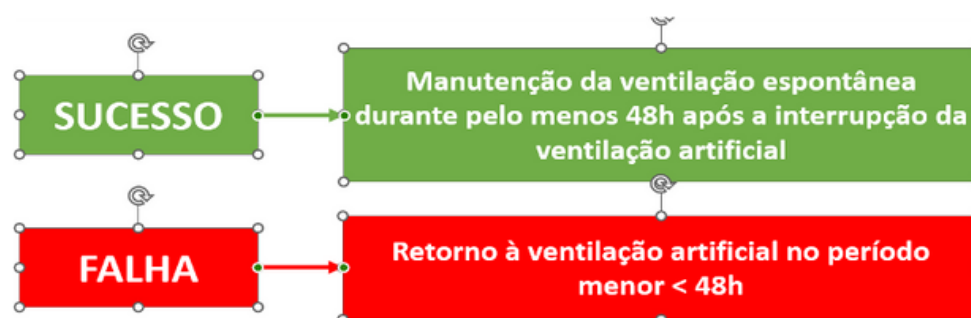 SUCESSO
Manutenção da ventilação espontânea
durante pelo menos 48h após a interrupção da
ventilação artificial
FALHA
Retorno à ventilação artificial no período
menor < 48h